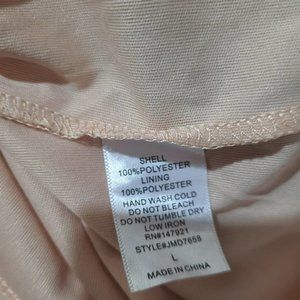 SHELL
100%POLYESTER
LINING
100%POLYESTER
HAND WASH COLD
DO NOT BLEACH
DO NOT TUMBLE DRY
LOW IRON
RN#147921
STYLE#JMD7658
L
MADE IN CHINA